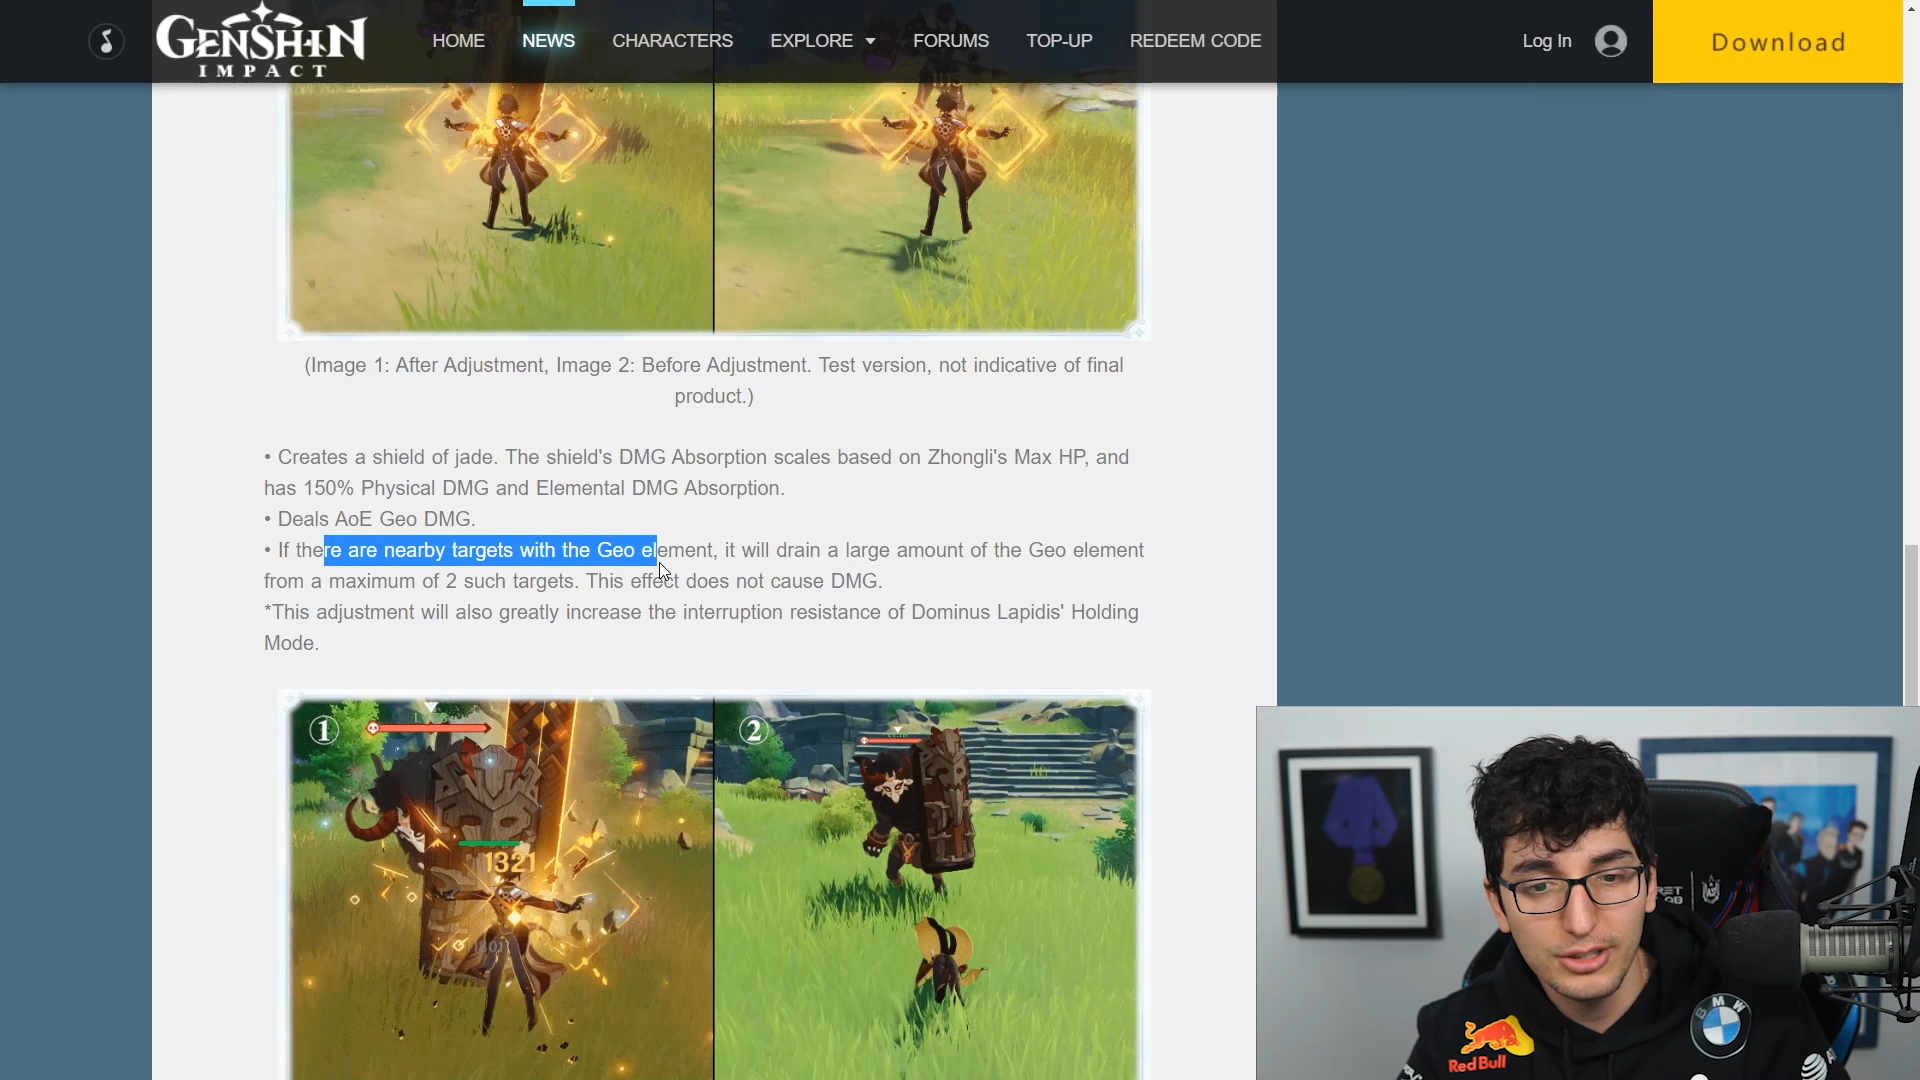 GENSHIN
IMPACT
HOME
NEWS
CHARACTERS
EXPLORE
FORUMS
TOP-UP
REDEEM CODE
Log In
Download
1115
(Image 1: After Adjustment, Image 2: Before Adjustment. Test version, not indicative of final
product.)
• Creates a shield of jade. The shield's DMG Absorption scales based on Zhongli's Max HP, and
has 150% Physical DMG and Elemental DMG Absorption.
• Deals AoE Geo DMG.
• If there are nearby targets with the Geo element, it will drain a large amount of the Geo element
from a maximum of 2 such targets. This effect does not cause DMG.
*This adjustment will also greatly increase the interruption resistance of Dominus Lapidis' Holding
Mode.
1
2
1321
BMW
Red Bull